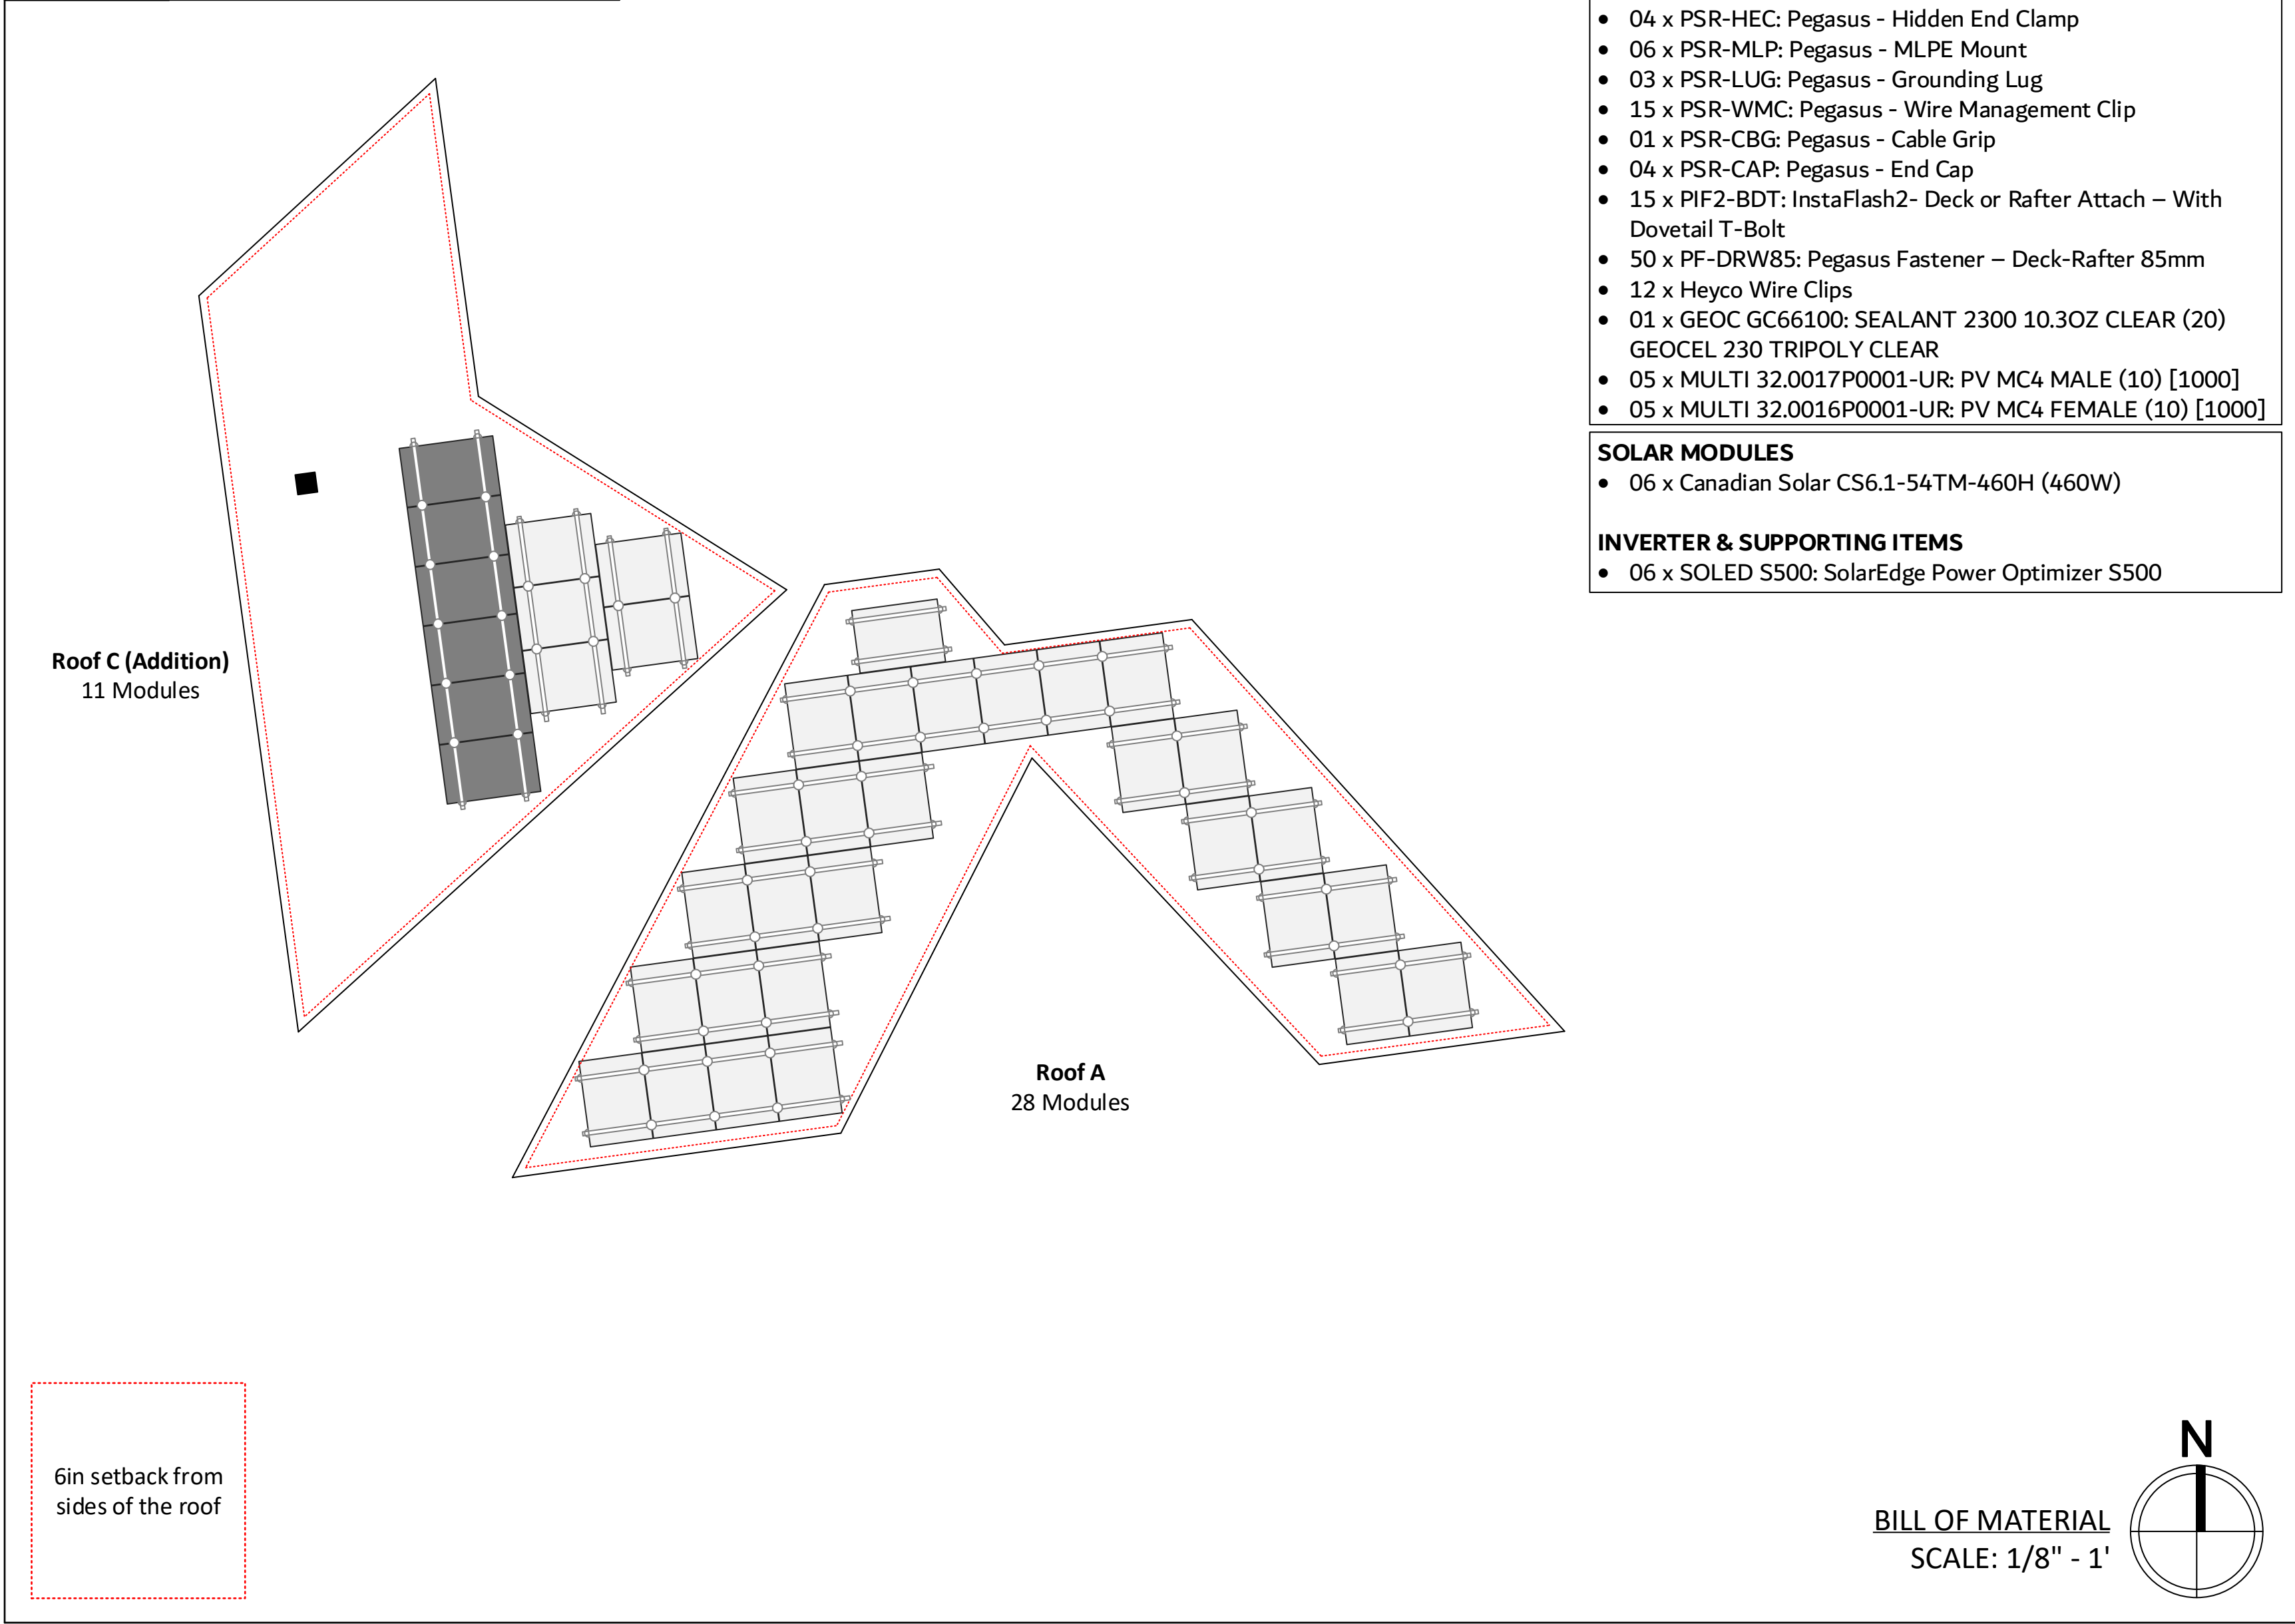 • 04 x PSR-HEC: Pegasus - Hidden End Clamp
• 06 x PSR-MLP: Pegasus - MLPE Mount
• 03 x PSR-LUG: Pegasus - Grounding Lug
• 15 x PSR-WMC: Pegasus - Wire Management Clip
• 01 x PSR-CBG: Pegasus - Cable Grip
• 04 x PSR-CAP: Pegasus - End Cap
• 15 x PIF2-BDT: InstaFlash2- Deck or Rafter Attach – With
Dovetail T-Bolt
• 50 x PF-DRW85: Pegasus Fastener – Deck-Rafter 85mm
• 12 x Heyco Wire Clips
• 01 x GEOC GC66100: SEALANT 2300 10.3OZ CLEAR (20)
GEOCEL 230 TRIPOLY CLEAR
• 05 x MULTI 32.0017P0001-UR: PV MC4 MALE (10) [1000]
• 05 x MULTI 32.0016P0001-UR: PV MC4 FEMALE (10) [1000]
SOLAR MODULES
• 06 x Canadian Solar CS6.1-54TM-460H (460W)
INVERTER & SUPPORTING ITEMS
• 06 x SOLED S500: SolarEdge Power Optimizer S500
Roof C (Addition)
11 Modules
Roof A
28 Modules
6in setback from
sides of the roof
N
BILL OF MATERIAL
SCALE: 1/8" - 1'